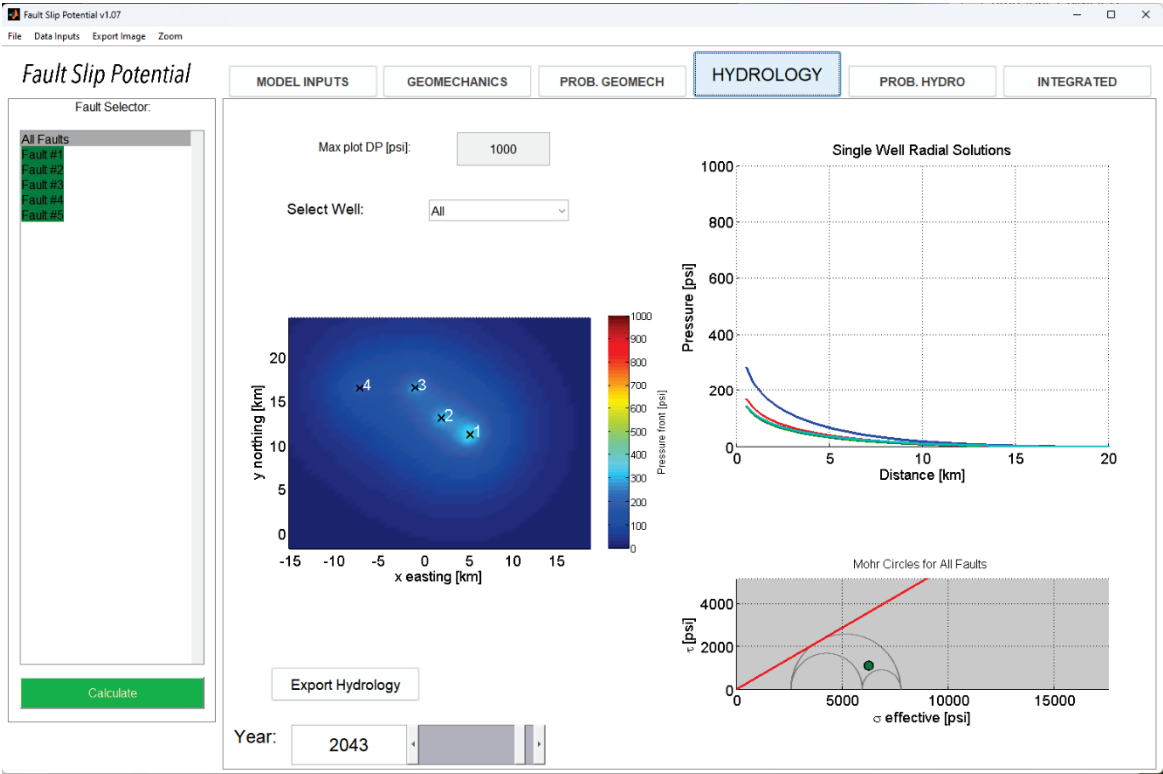 Fault Slip Potential v1.07
File Data Inputs Export Image Zoom
Fault Slip Potential
MODEL INPUTS GEOMECHANICS PROB. GEOMECH HYDROLOGY PROB. HYDRO INTEGRATED
Fault Selector:
All Faults
Fault #1
Fault #2
Fault #3
Fault #4
Fault #5
Calculate
Max plot DP [psi]: 1000
Select Well: All
20
15
10
5
0
y northing [km]
-15 -10 -5 0 5 10 15
x easting [km]
4
3
2
1
1000
900
800
700
600
500
400
300
200
100
0
Pressure front [psi]
Export Hydrology
Year: 2043
Single Well Radial Solutions
1000
800
600
400
200
0
Pressure [psi]
0 5 10 15 20
Distance [km]
Mohr Circles for All Faults
4000
2000
0
τ [psi]
0 5000 10000 15000
σ effective [psi]